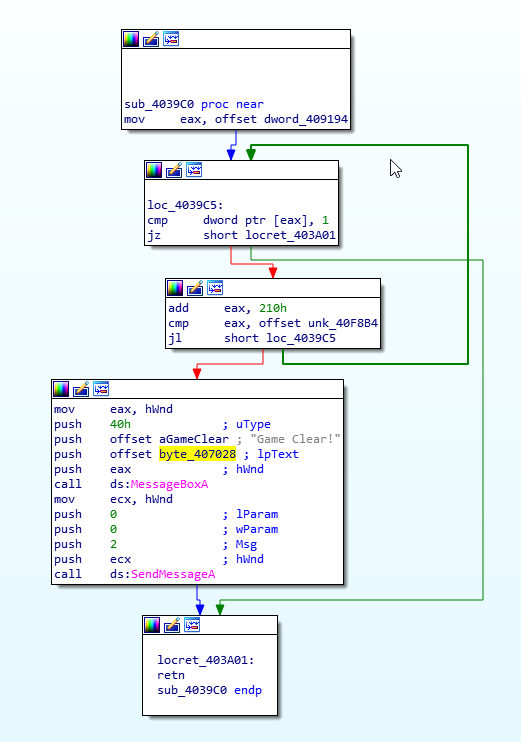 sub_4039C0 proc near
mov     eax, offset dword_409194
loc_4039C5:
cmp     dword ptr [eax], 1
jz      short locret_403A01
add     eax, 210h
cmp     eax, offset unk_40F8B4
jl      short loc_4039C5
mov     eax, hWnd
push    40h             ; uType
push    offset aGameClear ; "Game Clear!"
push    offset byte_407028 ; lpText
push    eax             ; hWnd
call    ds:MessageBoxA
mov     ecx, hWnd
push    0               ; lParam
push    0               ; wParam
push    2               ; Msg
push    ecx             ; hWnd
call    ds:SendMessageA
locret_403A01:
retn
sub_4039C0 endp